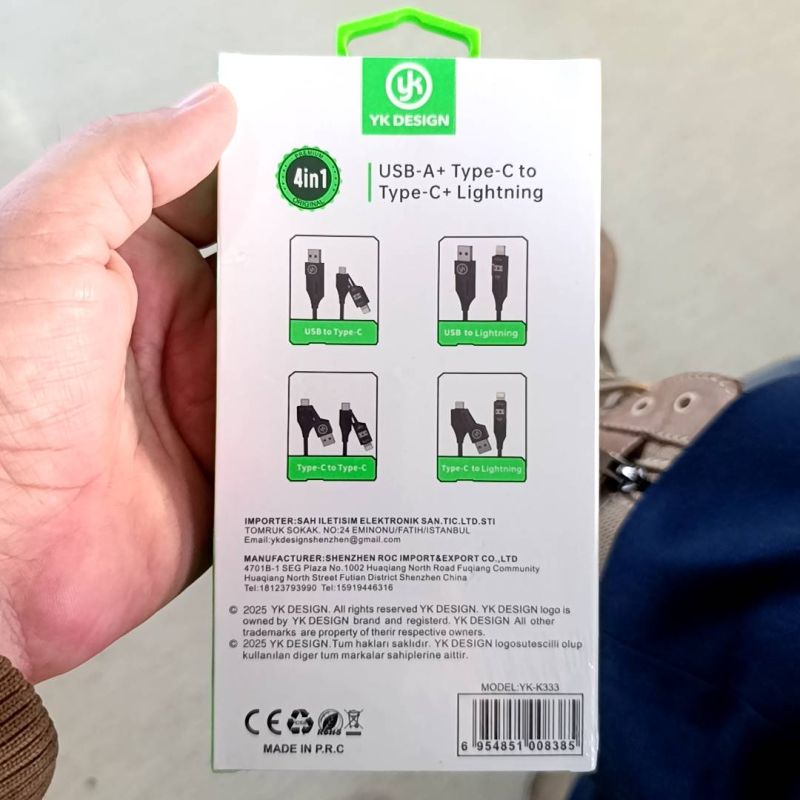 yk
YK DESIGN
PREMIUM
4in1
ORIGINAL
USB-A+ Type-C to
Type-C+ Lightning
USB to Type-C
USB to Lightning
Type-C to Type-C
Type-C to Lightning
IMPORTER:SAH ILETISIM ELEKTRONIK SAN.TIC.LTD.STI
TOMRUK SOKAK. NO:24 EMINONU/FATIH/ISTANBUL
Email:ykdesignshenzhen@gmail.com
MANUFACTURER:SHENZHEN ROC IMPORT&EXPORT CO.,LTD
4701B-1 SEG Plaza No.1002 Huaqiang North Road Fuqiang Community
Huaqiang North Street Futian District Shenzhen China
Tel:18123793990 Tel:15919446316
© 2025 YK DESIGN. All rights reserved YK DESIGN. YK DESIGN logo is
owned by YK DESIGN brand and registerd. YK DESIGN All other
trademarks are property of therir respective owners.
© 2025 YK DESIGN.Tum hakları saklıdır. YK DESIGN logosutescilli olup
kullanılan diger tum markalar sahiplerine aittir.
MODEL:YK-K333
CE RoHS
MADE IN P.R.C
6 954851 008385